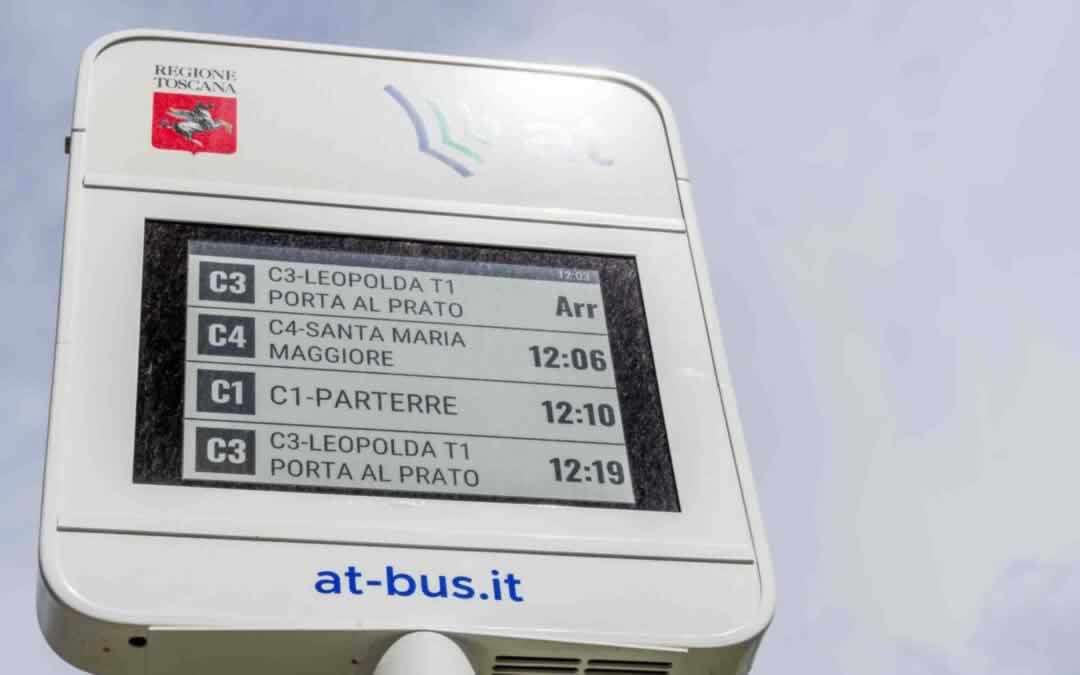 REGIONE
TOSCANA
12:03
C3
C3-LEOPOLDA T1
PORTA AL PRATO
Arr
C4
C4-SANTA MARIA
MAGGIORE
12:06
C1
C1-PARTERRE
12:10
C3
C3-LEOPOLDA T1
PORTA AL PRATO
12:19
at-bus.it